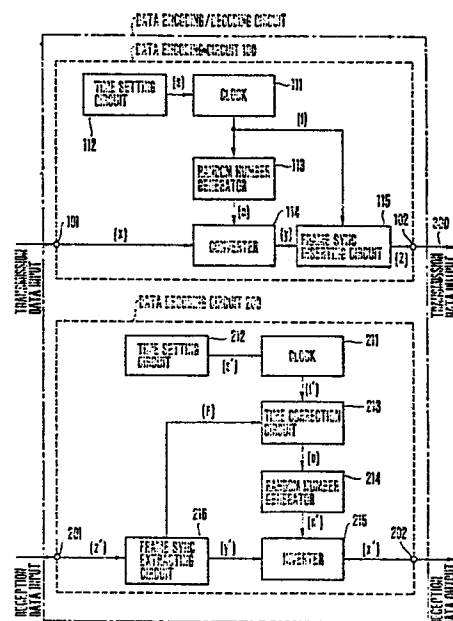 DATA ENCODING/DECODING CIRCUIT
DATA ENCODING CIRCUIT 100
TIME SETTING
CIRCUIT
112
(s)
CLOCK
111
(t)
RANDOM NUMBER
GENERATOR
113
114
115
102
200
101
(x)
CONVERTER
(y)
FRAME SYNC
INSERTING CIRCUIT
(z)
TRANSMISSION
DATA INPUT
TRANSMISSION
DATA OUTPUT
DATA DECODING CIRCUIT 200
212
TIME SETTING
CIRCUIT
(s')
CLOCK
211
(t')
TIME CORRECTION
CIRCUIT
213
RANDOM NUMBER
GENERATOR
214
216
215
202
201
(z')
FRAME SYNC
EXTRACTING
CIRCUIT
(y')
INVERTER
(x')
RECEPTION
DATA INPUT
RECEPTION
DATA OUTPUT